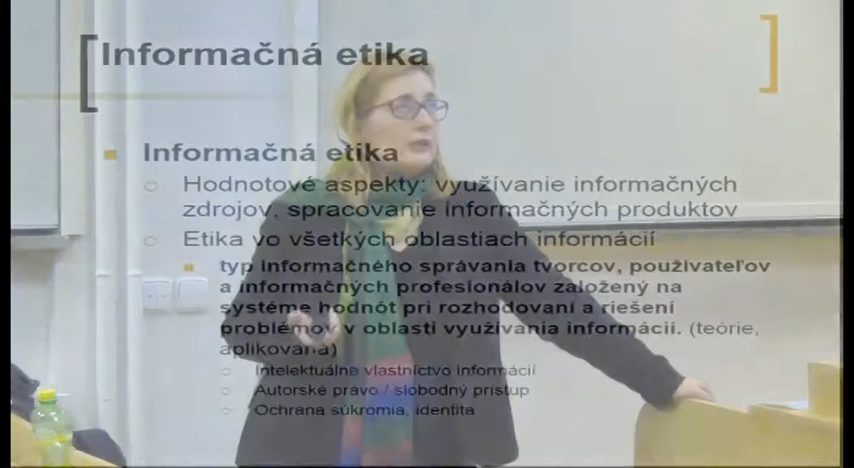 Informačná etika
Informačná etika
Hodnotové aspekty: využívanie informačných
zdrojov, spracovanie informačných produktov
Etika vo všetkých oblastiach informácií
typ informačného správania tvorcov, používateľov
a informačných profesionálov založený na
systéme hodnôt pri rozhodovaní a riešení
problémov v oblasti využívania informácií. (teórie,
aplikovaná)
Intelektuálne vlastníctvo informácií
Autorské právo / slobodný prístup
Ochrana súkromia, identita